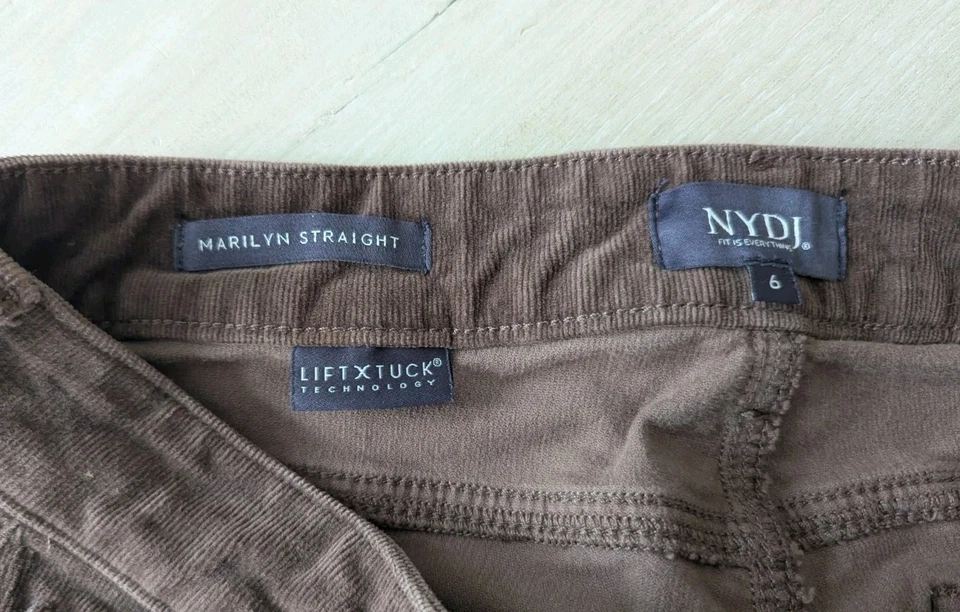 MARILYN STRAIGHT
NYDJ
FIT IS EVERYTHING®
6
LIFTXTUCK®
TECHNOLOGY